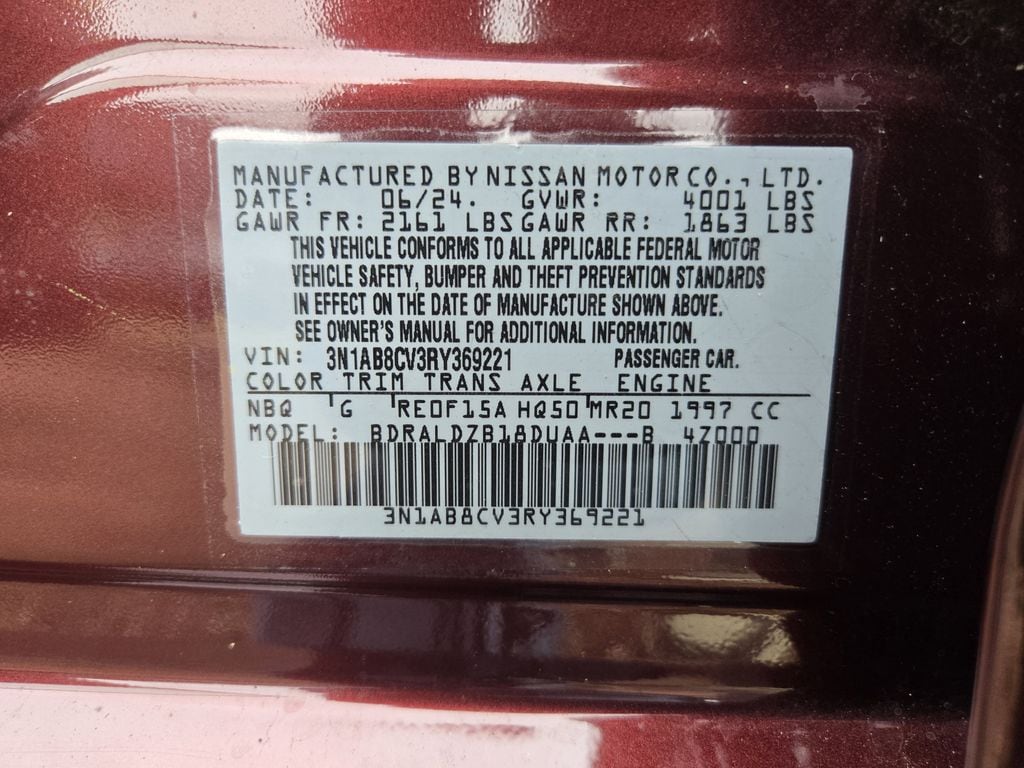 MANUFACTURED BY NISSAN MOTOR CO., LTD.
DATE: 06/24. GVWR: 4001 LBS
GAWR FR: 2161 LBS GAWR RR: 1863 LBS
THIS VEHICLE CONFORMS TO ALL APPLICABLE FEDERAL MOTOR
VEHICLE SAFETY, BUMPER AND THEFT PREVENTION STANDARDS
IN EFFECT ON THE DATE OF MANUFACTURE SHOWN ABOVE.
SEE OWNER'S MANUAL FOR ADDITIONAL INFORMATION.
VIN: 3N1AB8CV3RY369221 PASSENGER CAR.
COLOR TRIM TRANS AXLE ENGINE
NBQ G RE0F15A HQ50 MR20 1997 CC
MODEL: BDRALDZB18DUAA---B 4Z000
3N1AB8CV3RY369221